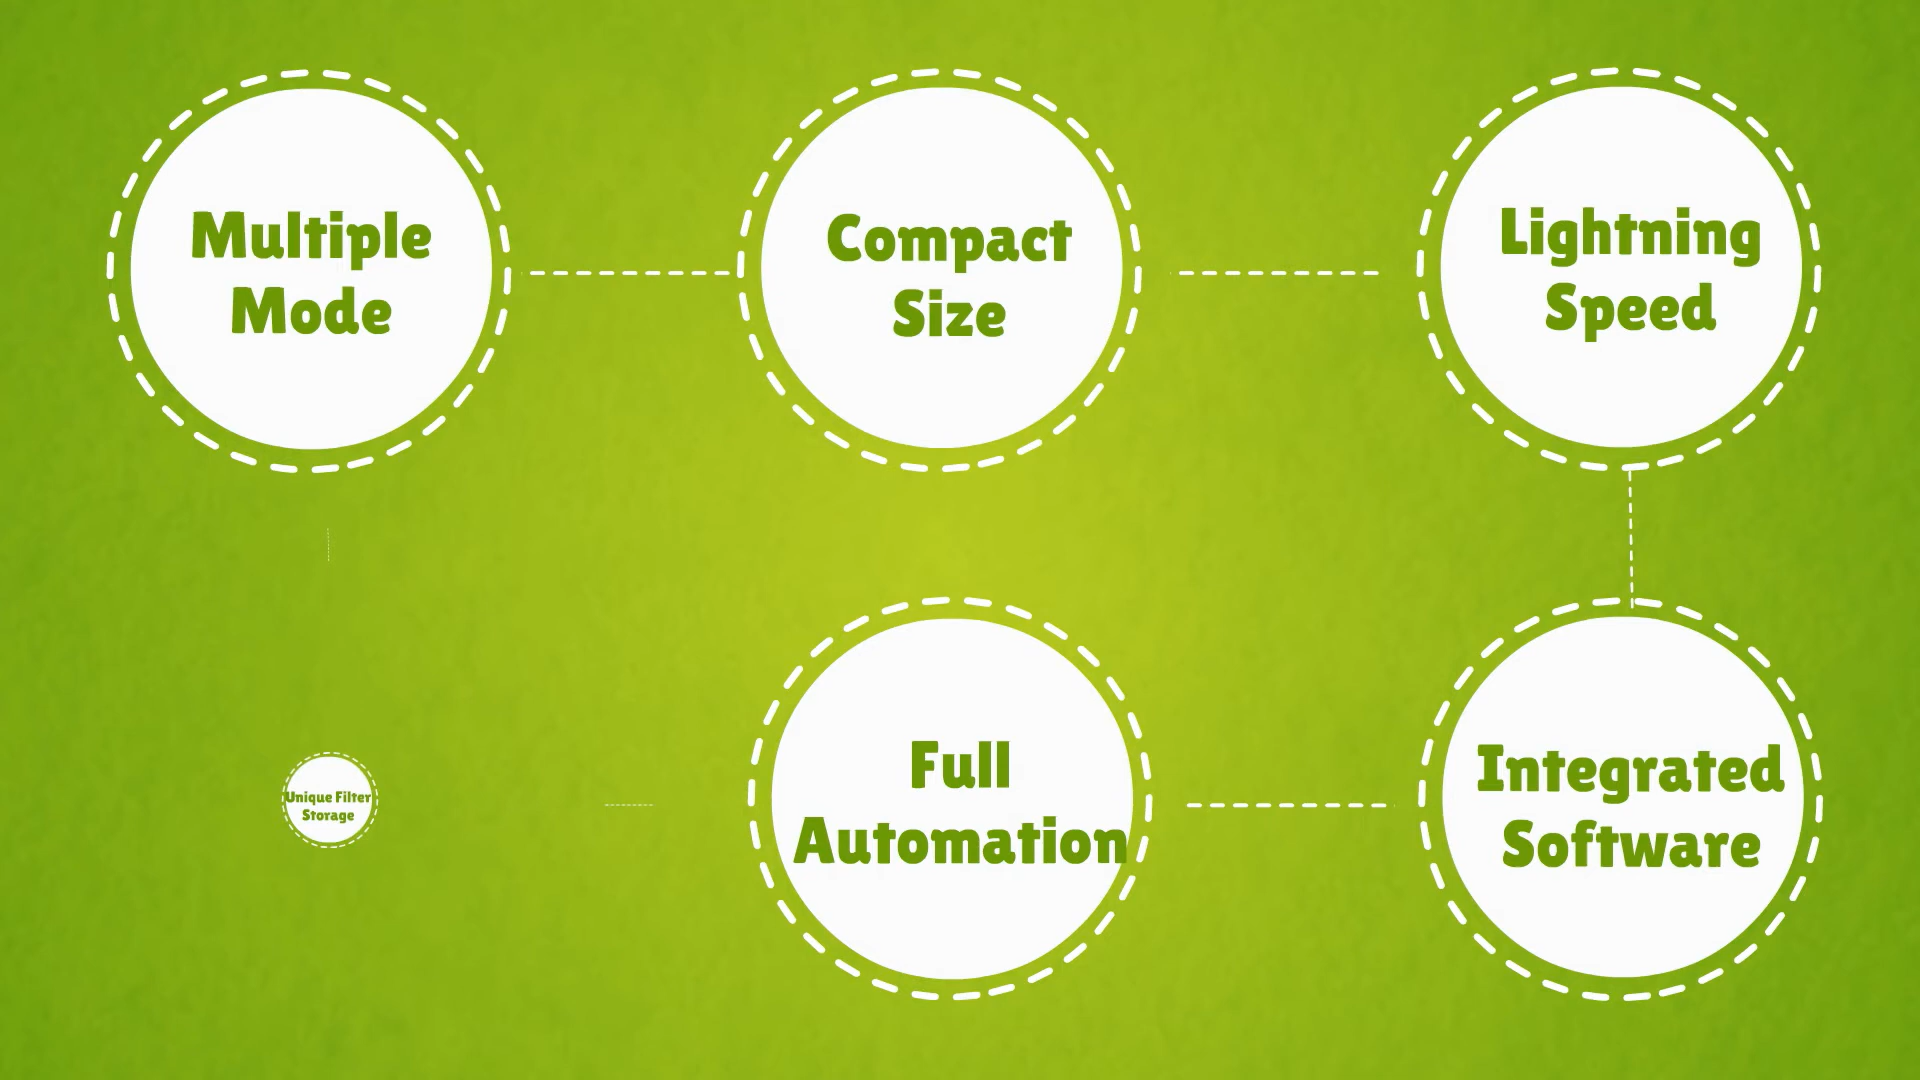 Multiple
Mode
Compact
Size
Lightning
Speed
Unique Filter
Storage
Full
Automation
Integrated
Software